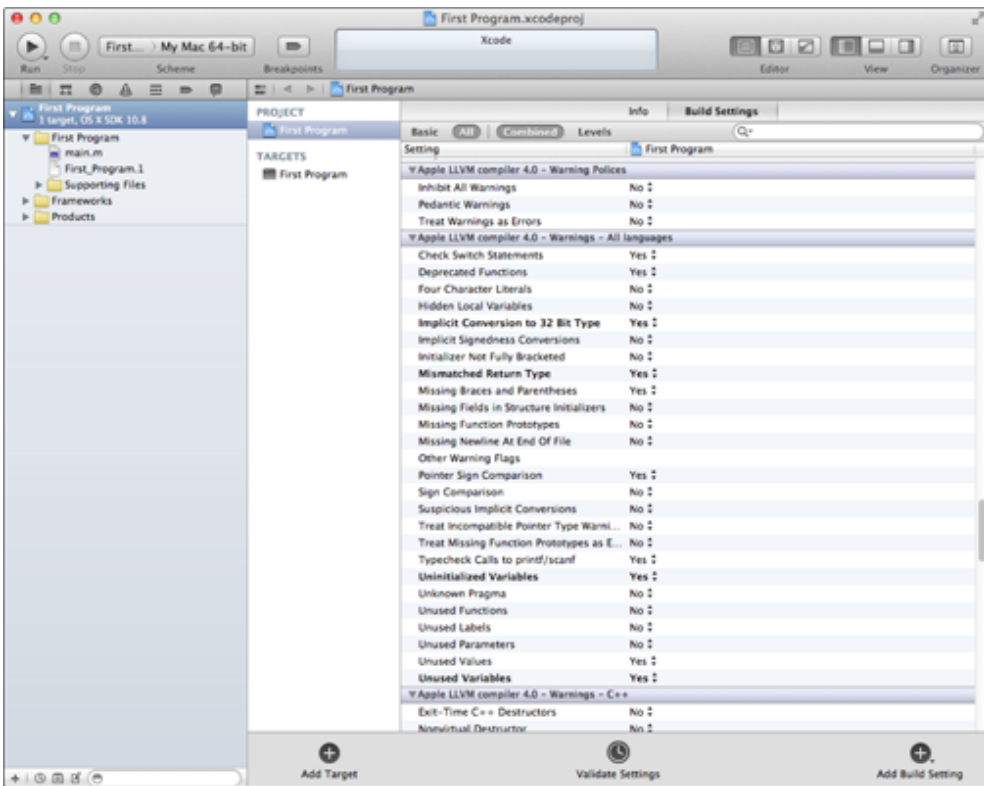 First Program.xcodeproj
First... My Mac 64-bit
Xcode
Run Stop Scheme Breakpoints Editor View Organizer
First Program
First Program
1 target, OS X SDK 10.8
First Program
main.m
First_Program.1
Supporting Files
Frameworks
Products
PROJECT
First Program
TARGETS
First Program
Info Build Settings
Basic All Combined Levels
Setting First Program
Apple LLVM compiler 4.0 - Warning Polices
Inhibit All Warnings No
Pedantic Warnings No
Treat Warnings as Errors No
Apple LLVM compiler 4.0 - Warnings - All languages
Check Switch Statements Yes
Deprecated Functions Yes
Four Character Literals No
Hidden Local Variables No
Implicit Conversion to 32 Bit Type Yes
Implicit Signedness Conversions No
Initializer Not Fully Bracketed No
Mismatched Return Type Yes
Missing Braces and Parentheses Yes
Missing Fields in Structure Initializers No
Missing Function Prototypes No
Missing Newline At End Of File No
Other Warning Flags
Pointer Sign Comparison Yes
Sign Comparison No
Suspicious Implicit Conversions No
Treat Incompatible Pointer Type Warni... No
Treat Missing Function Prototypes as E... No
Typecheck Calls to printf/scanf Yes
Uninitialized Variables Yes
Unknown Pragma No
Unused Functions No
Unused Labels No
Unused Parameters No
Unused Values Yes
Unused Variables Yes
Apple LLVM compiler 4.0 - Warnings - C++
Exit-Time C++ Destructors No
Nonvirtual Destructor No
Add Target Validate Settings Add Build Setting